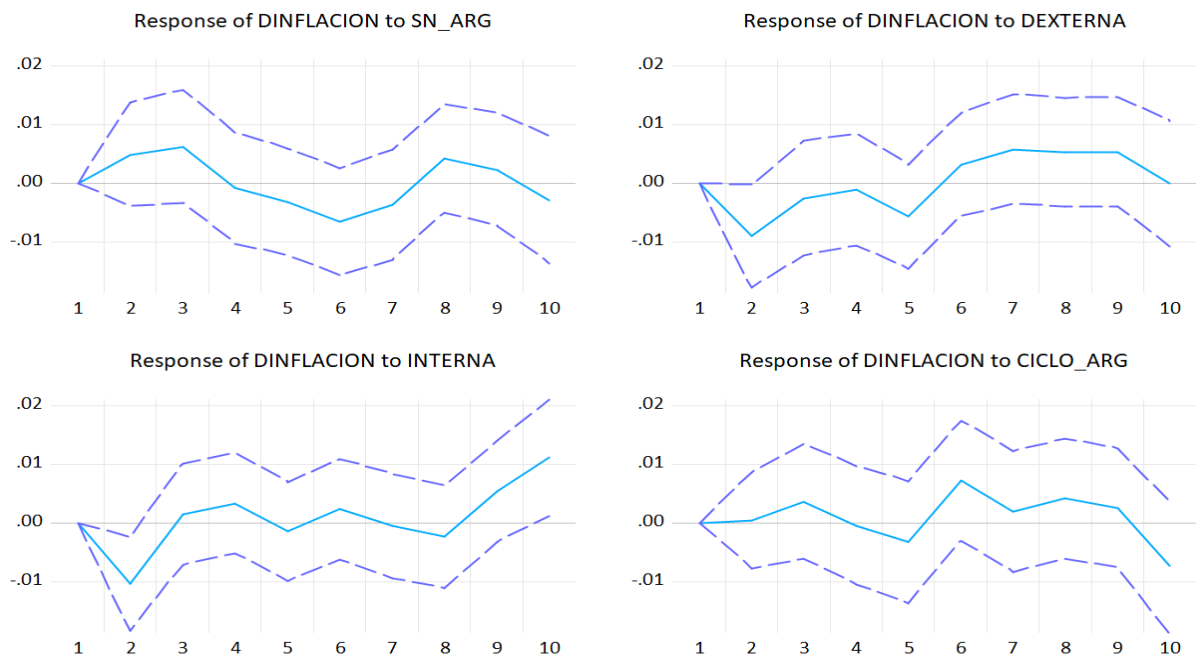 Response of DINFLACION to SN_ARG
.02
.01
.00
-.01
1 2 3 4 5 6 7 8 9 10
Response of DINFLACION to DEXTERNA
.02
.01
.00
-.01
1 2 3 4 5 6 7 8 9 10
Response of DINFLACION to INTERNA
.02
.01
.00
-.01
1 2 3 4 5 6 7 8 9 10
Response of DINFLACION to CICLO_ARG
.02
.01
.00
-.01
1 2 3 4 5 6 7 8 9 10